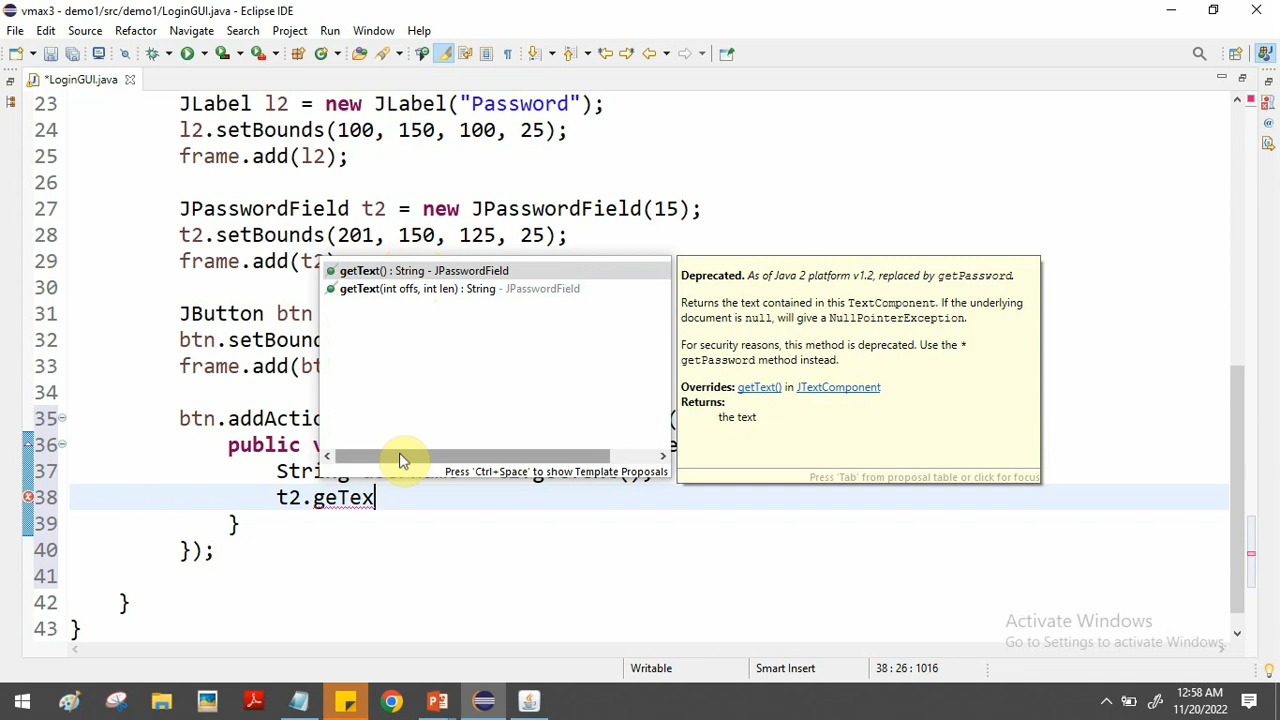 vmax3 - demo1/src/demo1/LoginGUI.java - Eclipse IDE
File Edit Source Refactor Navigate Search Project Run Window Help
*LoginGUI.java
23 JLabel l2 = new JLabel("Password");
24 l2.setBounds(100, 150, 100, 25);
25 frame.add(l2);
26
27 JPasswordField t2 = new JPasswordField(15);
28 t2.setBounds(201, 150, 125, 25);
29 frame.add(t2)
30
31 JButton btn
32 btn.setBoun
33 frame.add(b
34
35 btn.addActi
36 public
37
38 t2.geTex
39 }
40 });
41
42 }
43 }
getText() : String - JPasswordField
getText(int offs, int len) : String - JPasswordField
Press 'Ctrl+Space' to show Template Proposals
Deprecated. As of Java 2 platform v1.2, replaced by getPassword.
Returns the text contained in this TextComponent. If the underlying
document is null, will give a NullPointerException.
For security reasons, this method is deprecated. Use the *
getPassword method instead.
Overrides: getText() in JTextComponent
Returns:
the text
Press 'Tab' from proposal table or click for focus
Activate Windows
Go to Settings to activate Windows.
Writable Smart Insert 38 : 26 : 1016
12:58 AM
11/20/2022